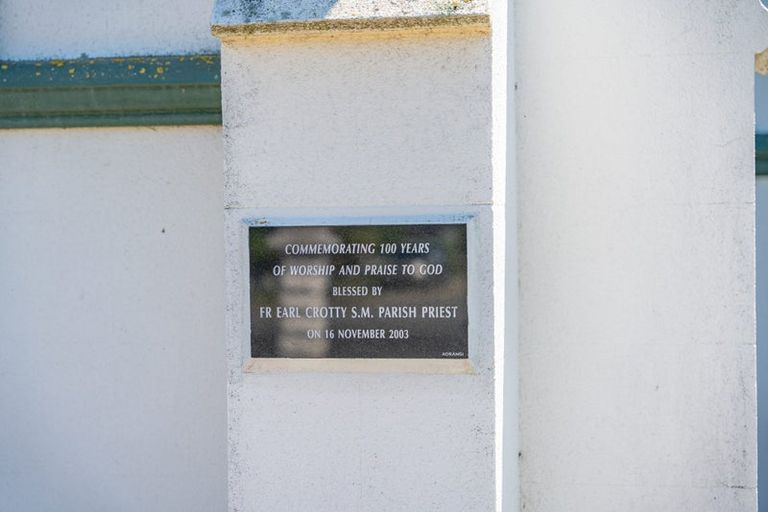 COMMEMORATING 100 YEARS
OF WORSHIP AND PRAISE TO GOD
BLESSED BY
FR EARL CROTTY S.M. PARISH PRIEST
ON 16 NOVEMBER 2003
AORANGI